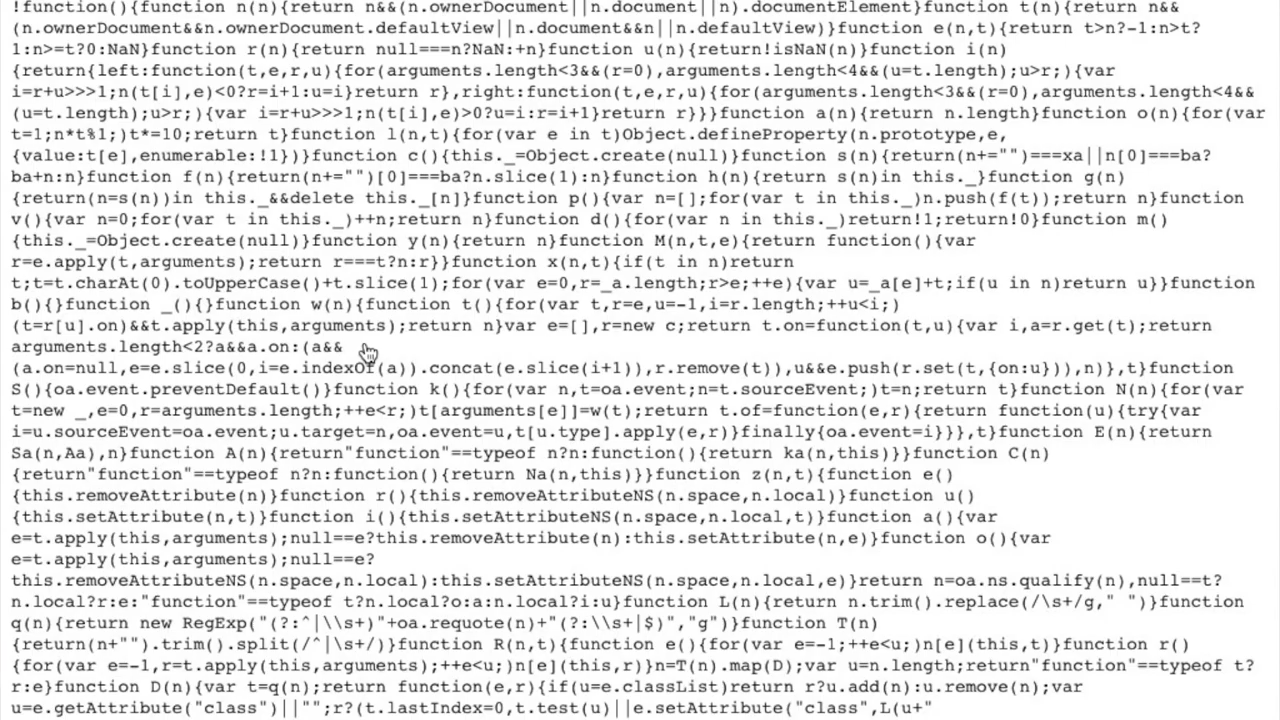 !function(){function n(n){return n&&(n.ownerDocument||n.document||n).documentElement}function t(n){return n&&
(n.ownerDocument&&n.ownerDocument.defaultView||n.document&&n||n.defaultView)}function e(n,t){return t>n?-1:n>t?
1:n>=t?0:NaN}function r(n){return null===n?NaN:+n}function u(n){return!isNaN(n)}function i(n)
{return{left:function(t,e,r,u){for(arguments.length<3&&(r=0),arguments.length<4&&(u=t.length);u>r;){var
i=r+u>>>1;n(t[i],e)<0?r=i+1:u=i}return r},right:function(t,e,r,u){for(arguments.length<3&&(r=0),arguments.length<4&&
(u=t.length);u>r;){var i=r+u>>>1;n(t[i],e)>0?u=i:r=i+1}return r}}}function a(n){return n.length}function o(n){for(var
t=1;n*t%1;)t*=10;return t}function l(n,t){for(var e in t)Object.defineProperty(n.prototype,e,
{value:t[e],enumerable:!1})}function c(){this._=Object.create(null)}function s(n){return(n+="")===xa||n[0]===ba?
ba+n:n}function f(n){return(n+="")[0]===ba?n.slice(1):n}function h(n){return s(n)in this._}function g(n)
{return(n=s(n))in this._&&delete this._[n]}function p(){var n=[];for(var t in this._)n.push(f(t));return n}function
v(){var n=0;for(var t in this._)++n;return n}function d(){for(var n in this._)return!1;return!0}function m()
{this._=Object.create(null)}function y(n){return n}function M(n,t,e){return function(){var
r=e.apply(t,arguments);return r===t?n:r}}function x(n,t){if(t in n)return
t;t=t.charAt(0).toUpperCase()+t.slice(1);for(var e=0,r=_a.length;r>e;++e){var u=_a[e]+t;if(u in n)return u}}function
b(){}function _(){}function w(n){function t(){for(var t,r=e,u=-1,i=r.length;++u<i;)
(t=r[u].on)&&t.apply(this,arguments);return n}var e=[],r=new c;return t.on=function(t,u){var i,a=r.get(t);return
arguments.length<2?a&&a.on:(a&&
(a.on=null,e=e.slice(0,i=e.indexOf(a)).concat(e.slice(i+1)),r.remove(t)),u&&e.push(r.set(t,{on:u})),n)},t}function
S(){oa.event.preventDefault()}function k(){for(var n,t=oa.event;n=t.sourceEvent;)t=n;return t}function N(n){for(var
t=new _,e=0,r=arguments.length;++e<r;)t[arguments[e]]=w(t);return t.of=function(e,r){return function(u){try{var
i=u.sourceEvent=oa.event;u.target=n,oa.event=u,t[u.type].apply(e,r)}finally{oa.event=i}}},t}function E(n){return
Sa(n,Aa),n}function A(n){return"function"==typeof n?n:function(){return ka(n,this)}}function C(n)
{return"function"==typeof n?n:function(){return Na(n,this)}}function z(n,t){function e()
{this.removeAttribute(n)}function r(){this.removeAttributeNS(n.space,n.local)}function u()
{this.setAttribute(n,t)}function i(){this.setAttributeNS(n.space,n.local,t)}function a(){var
e=t.apply(this,arguments);null==e?this.removeAttribute(n):this.setAttribute(n,e)}function o(){var
e=t.apply(this,arguments);null==e?
this.removeAttributeNS(n.space,n.local):this.setAttributeNS(n.space,n.local,e)}return n=oa.ns.qualify(n),null==t?
n.local?r:e:"function"==typeof t?n.local?o:a:n.local?i:u}function L(n){return n.trim().replace(/\s+/g," ")}function
q(n){return new RegExp("(?:^|\\s+)"+oa.requote(n)+"(?:\\s+|$)","g")}function T(n)
{return(n+"").trim().split(/^|\s+/)}function R(n,t){function e(){for(var e=-1;++e<u;)n[e](this,t)}function r()
{for(var e=-1,r=t.apply(this,arguments);++e<u;)n[e](this,r)}n=T(n).map(D);var u=n.length;return"function"==typeof t?
r:e}function D(n){var t=q(n);return function(e,r){if(u=e.classList)return r?u.add(n):u.remove(n);var
u=e.getAttribute("class")||"";r?(t.lastIndex=0,t.test(u)||e.setAttribute("class",L(u+"